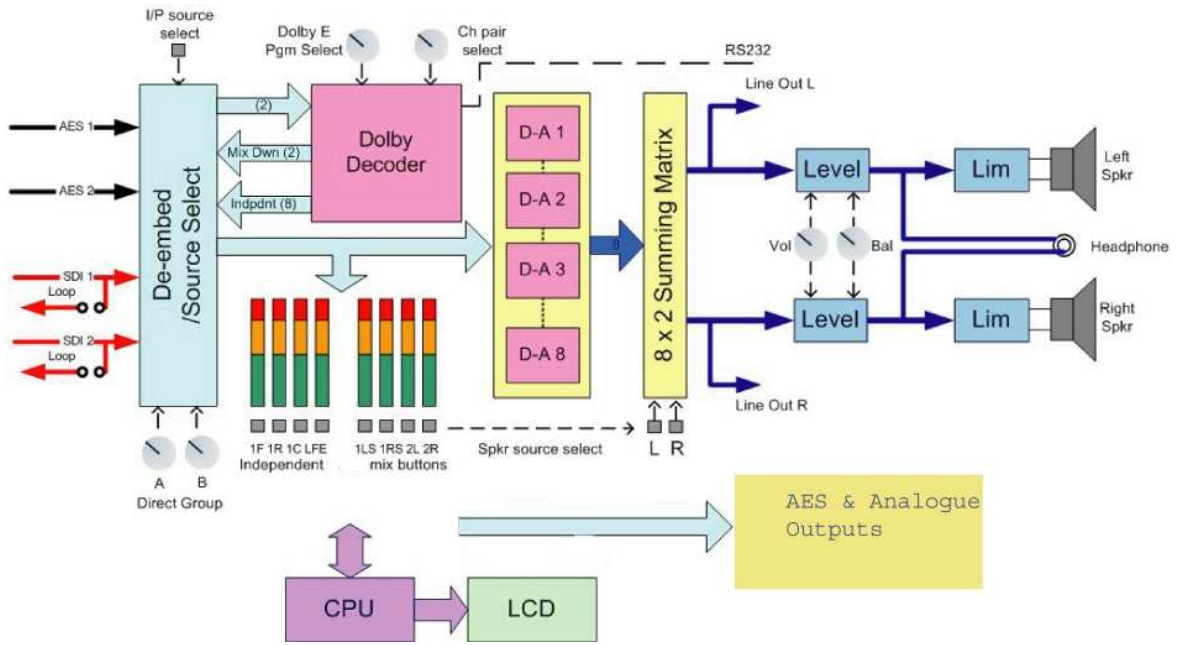 I/P source
select
Dolby E
Pgm Select
Ch pair
select
RS232
(2)
Mix Dwn (2)
Indpdnt (8)
Dolby
Decoder
AES 1
AES 2
SDI 1
Loop
SDI 2
Loop
De-embed
/Source Select
D-A 1
D-A 2
D-A 3
D-A 8
8
8 x 2 Summing Matrix
Line Out L
Level
Lim
Left
Spkr
Vol
Bal
Headphone
Level
Lim
Right
Spkr
Line Out R
1F 1R 1C LFE
Independent
1LS 1RS 2L 2R
mix buttons
Spkr source select
L R
A B
Direct Group
AES & Analogue
Outputs
CPU
LCD